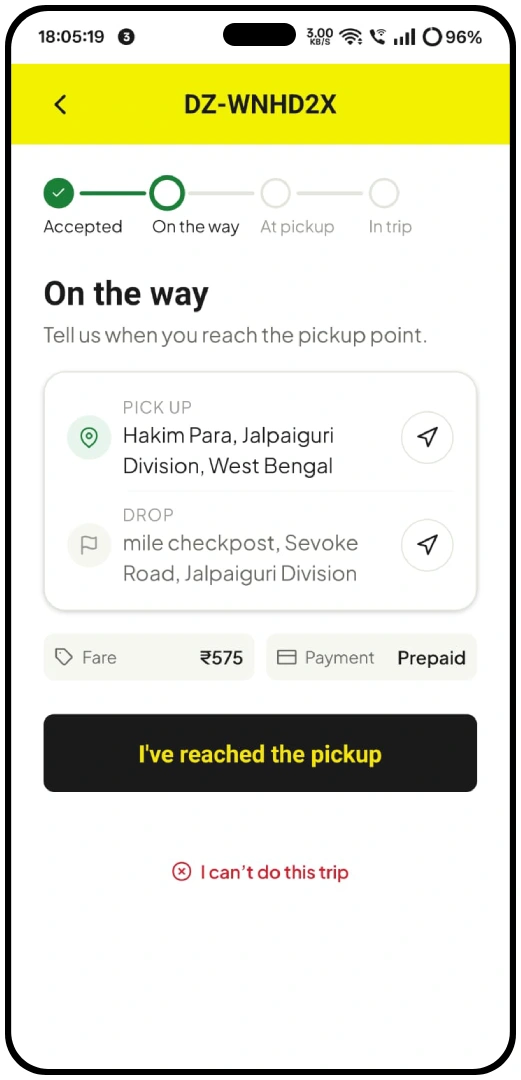 18:05:19 3 3.00 KB/S 96%
DZ-WNHD2X
Accepted On the way At pickup In trip
On the way
Tell us when you reach the pickup point.
PICK UP
Hakim Para, Jalpaiguri
Division, West Bengal
DROP
mile checkpost, Sevoke
Road, Jalpaiguri Division
Fare ₹575 Payment Prepaid
I've reached the pickup
I can’t do this trip